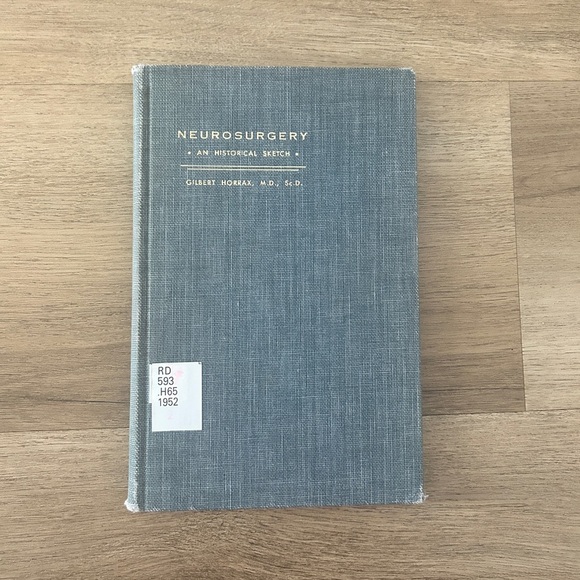 NEUROSURGERY
• AN HISTORICAL SKETCH •
GILBERT HORRAX, M.D., Sc.D.
RD
593
.H65
1952